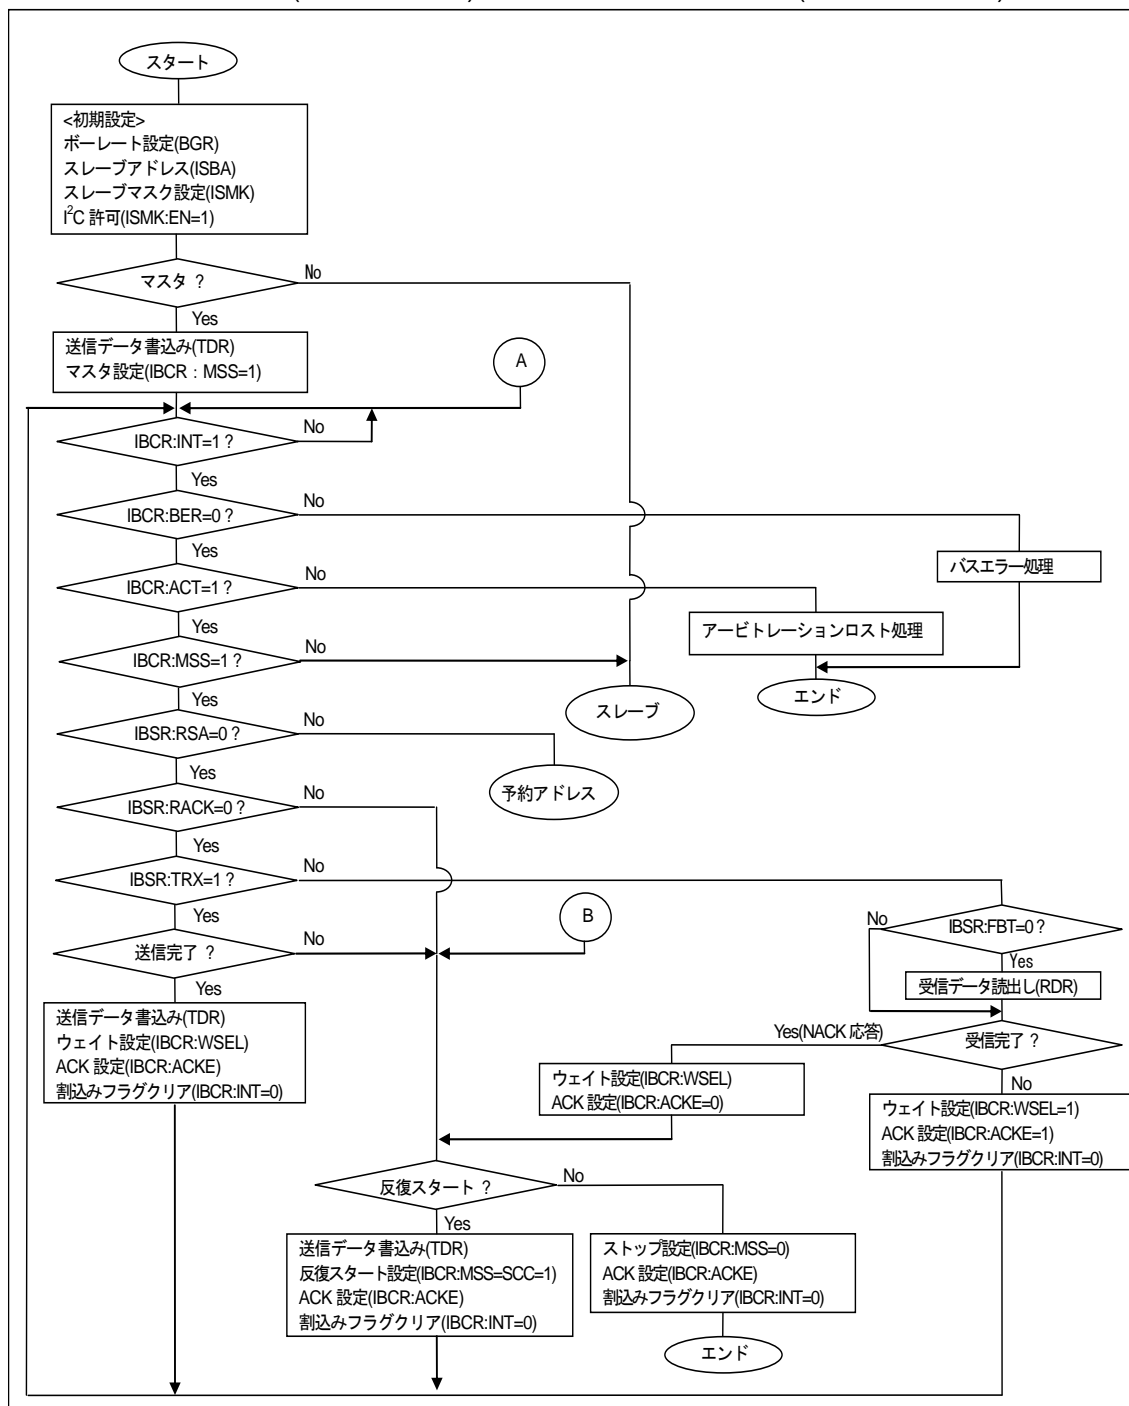 スタート
<初期設定>
ボーレート設定(BGR)
スレーブアドレス(ISBA)
スレーブマスク設定(ISMK)
I²C 許可(ISMK:EN=1)
マスタ ?
No
Yes
送信データ書込み(TDR)
マスタ設定(IBCR : MSS=1)
A
IBCR:INT=1 ?
No
Yes
IBCR:BER=0 ?
No
Yes
バスエラー処理
IBCR:ACT=1 ?
No
Yes
アービトレーションロスト処理
IBCR:MSS=1 ?
No
Yes
エンド
スレーブ
IBSR:RSA=0 ?
No
Yes
予約アドレス
IBSR:RACK=0 ?
No
Yes
IBSR:TRX=1 ?
No
Yes
B
No
IBSR:FBT=0 ?
Yes
送信完了 ?
No
Yes
受信データ読出し(RDR)
送信データ書込み(TDR)
ウェイト設定(IBCR:WSEL)
ACK 設定(IBCR:ACKE)
割込みフラグクリア(IBCR:INT=0)
Yes(NACK 応答)
受信完了 ?
No
ウェイト設定(IBCR:WSEL)
ACK 設定(IBCR:ACKE=0)
ウェイト設定(IBCR:WSEL=1)
ACK 設定(IBCR:ACKE=1)
割込みフラグクリア(IBCR:INT=0)
反復スタート ?
No
Yes
送信データ書込み(TDR)
反復スタート設定(IBCR:MSS=SCC=1)
ACK 設定(IBCR:ACKE)
割込みフラグクリア(IBCR:INT=0)
ストップ設定(IBCR:MSS=0)
ACK 設定(IBCR:ACKE)
割込みフラグクリア(IBCR:INT=0)
エンド